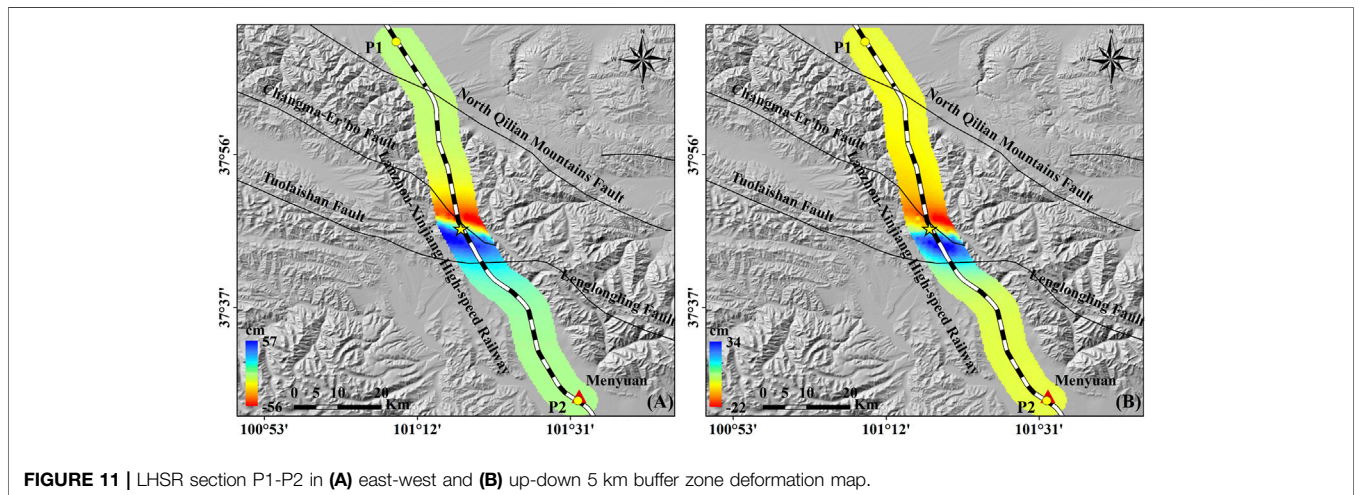 P1
N
W
E
S
North Qilian Mountains Fault
Changma-Er'bo Fault
Tuofaishan Fault
Lanzhou-Xinjiang High-speed Railway
Lenglongling Fault
37°56'
37°37'
cm
57
-56
0 5 10 20
Km
Menyuan
P2
(A)
100°53'
101°12'
101°31'
P1
N
W
E
S
North Qilian Mountains Fault
Changma-Er'bo Fault
Tuofaishan Fault
Lanzhou-Xinjiang High-speed Railway
Lenglongling Fault
37°56'
37°37'
cm
34
-22
0 5 10 20
Km
Menyuan
P2
(B)
100°53'
101°12'
101°31'
FIGURE 11 | LHSR section P1-P2 in (A) east-west and (B) up-down 5 km buffer zone deformation map.